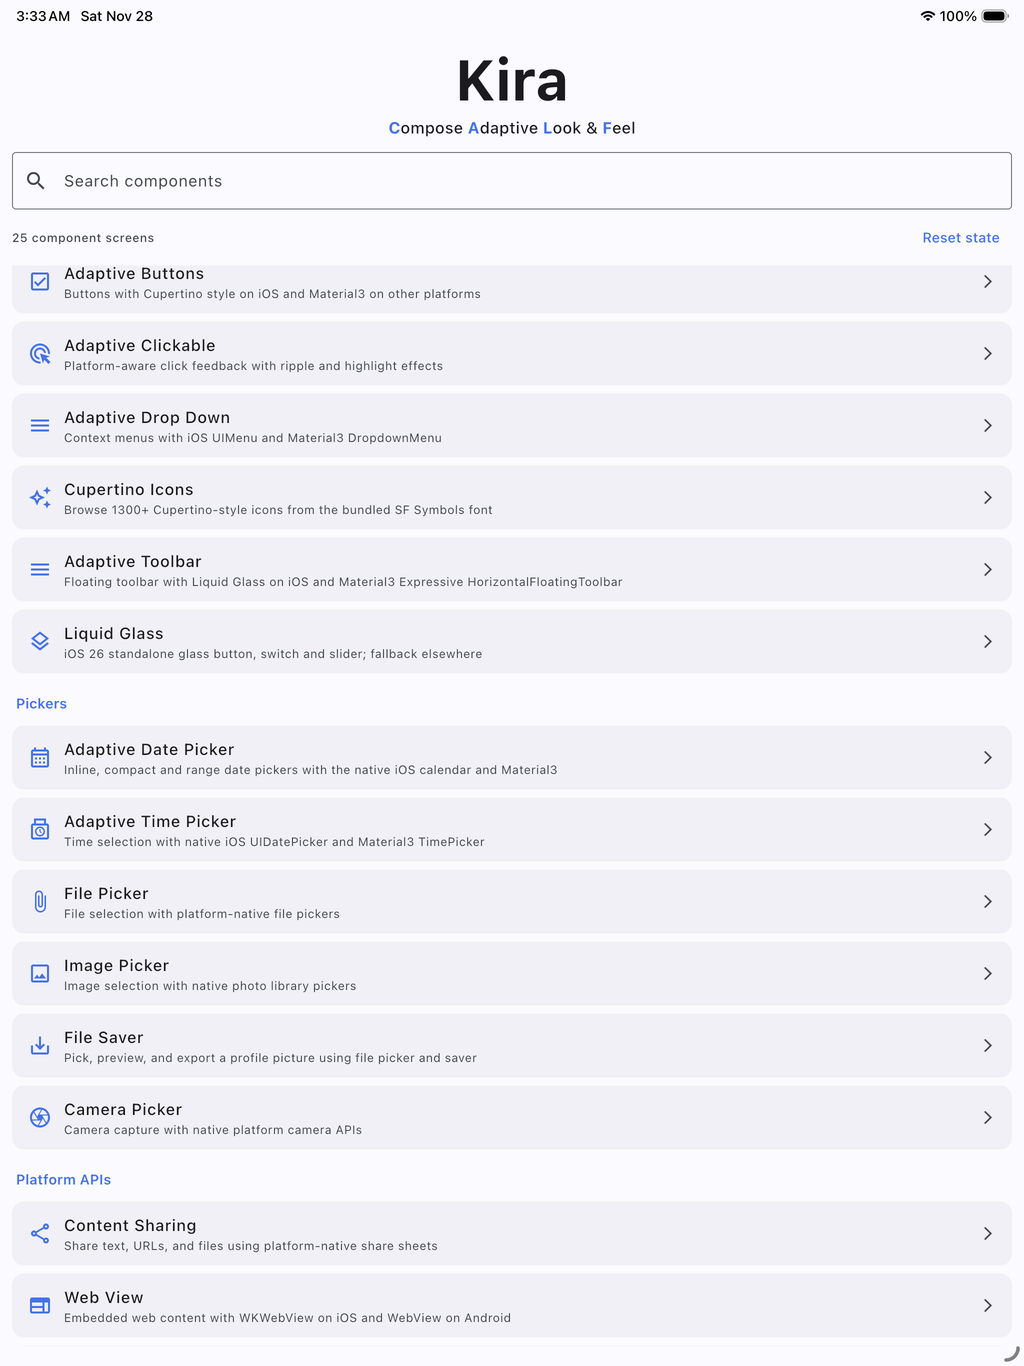 3:33 AM Sat Nov 28
100%
Kira
Compose Adaptive Look & Feel
Search components
25 component screens
Reset state
Adaptive Buttons
Buttons with Cupertino style on iOS and Material3 on other platforms
Adaptive Clickable
Platform-aware click feedback with ripple and highlight effects
Adaptive Drop Down
Context menus with iOS UIMenu and Material3 DropdownMenu
Cupertino Icons
Browse 1300+ Cupertino-style icons from the bundled SF Symbols font
Adaptive Toolbar
Floating toolbar with Liquid Glass on iOS and Material3 Expressive HorizontalFloatingToolbar
Liquid Glass
iOS 26 standalone glass button, switch and slider; fallback elsewhere
Pickers
Adaptive Date Picker
Inline, compact and range date pickers with the native iOS calendar and Material3
Adaptive Time Picker
Time selection with native iOS UIDatePicker and Material3 TimePicker
File Picker
File selection with platform-native file pickers
Image Picker
Image selection with native photo library pickers
File Saver
Pick, preview, and export a profile picture using file picker and saver
Camera Picker
Camera capture with native platform camera APIs
Platform APIs
Content Sharing
Share text, URLs, and files using platform-native share sheets
Web View
Embedded web content with WKWebView on iOS and WebView on Android